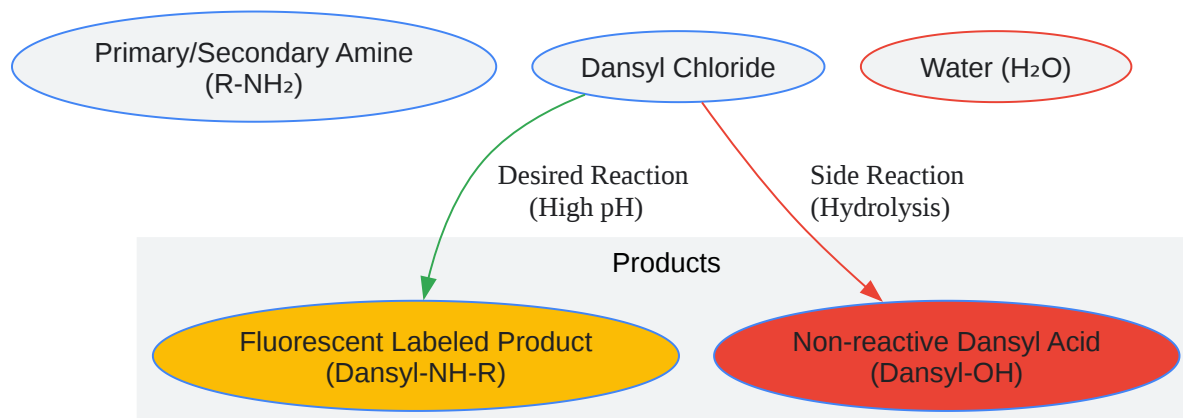 Primary/Secondary Amine
(R-NH₂)
Dansyl Chloride
Water (H₂O)
Desired Reaction
(High pH)
Side Reaction
(Hydrolysis)
Products
Fluorescent Labeled Product
(Dansyl-NH-R)
Non-reactive Dansyl Acid
(Dansyl-OH)